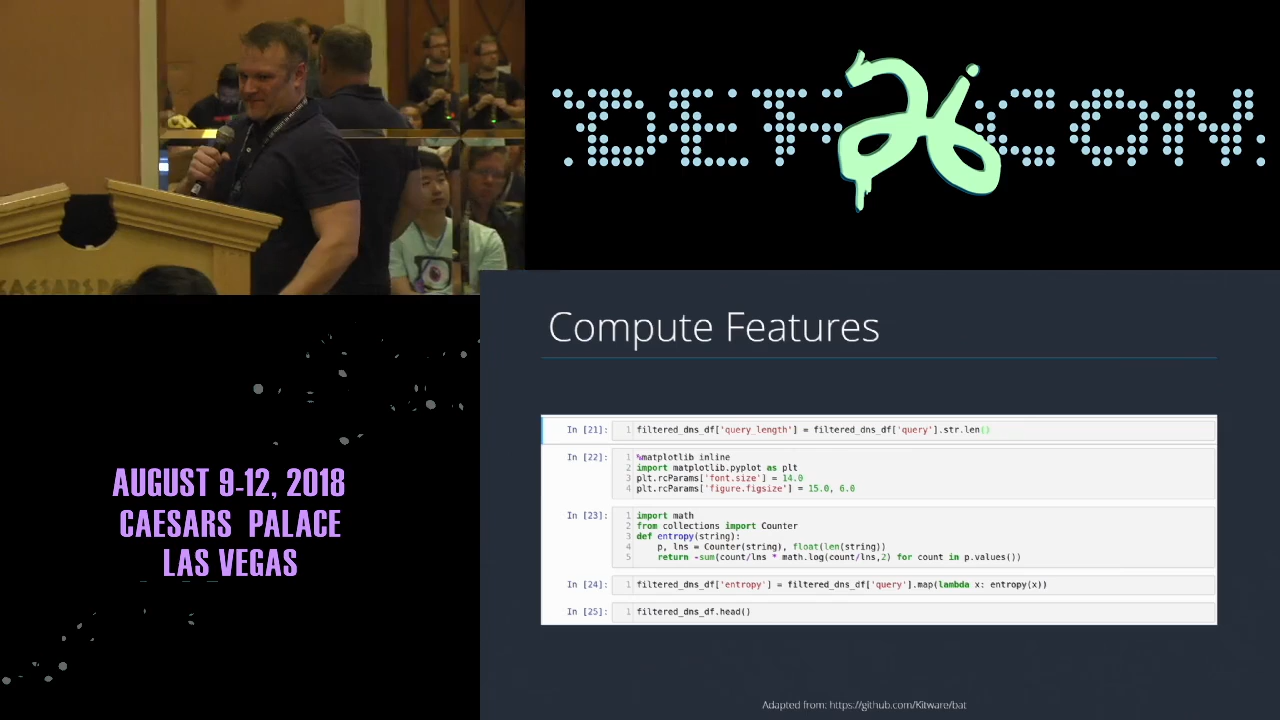 DEF 26 CON
CAESARS PA
AUGUST 9-12, 2018
CAESARS PALACE
LAS VEGAS
Compute Features
In [21]: 1 filtered_dns_df['query_length'] = filtered_dns_df['query'].str.len()
In [22]: 1 %matplotlib inline
2 import matplotlib.pyplot as plt
3 plt.rcParams['font.size'] = 14.0
4 plt.rcParams['figure.figsize'] = 15.0, 6.0
In [23]: 1 import math
2 from collections import Counter
3 def entropy(string):
4 p, lns = Counter(string), float(len(string))
5 return -sum(count/lns * math.log(count/lns,2) for count in p.values())
In [24]: 1 filtered_dns_df['entropy'] = filtered_dns_df['query'].map(lambda x: entropy(x))
In [25]: 1 filtered_dns_df.head()
Adapted from: https://github.com/Kitware/bat